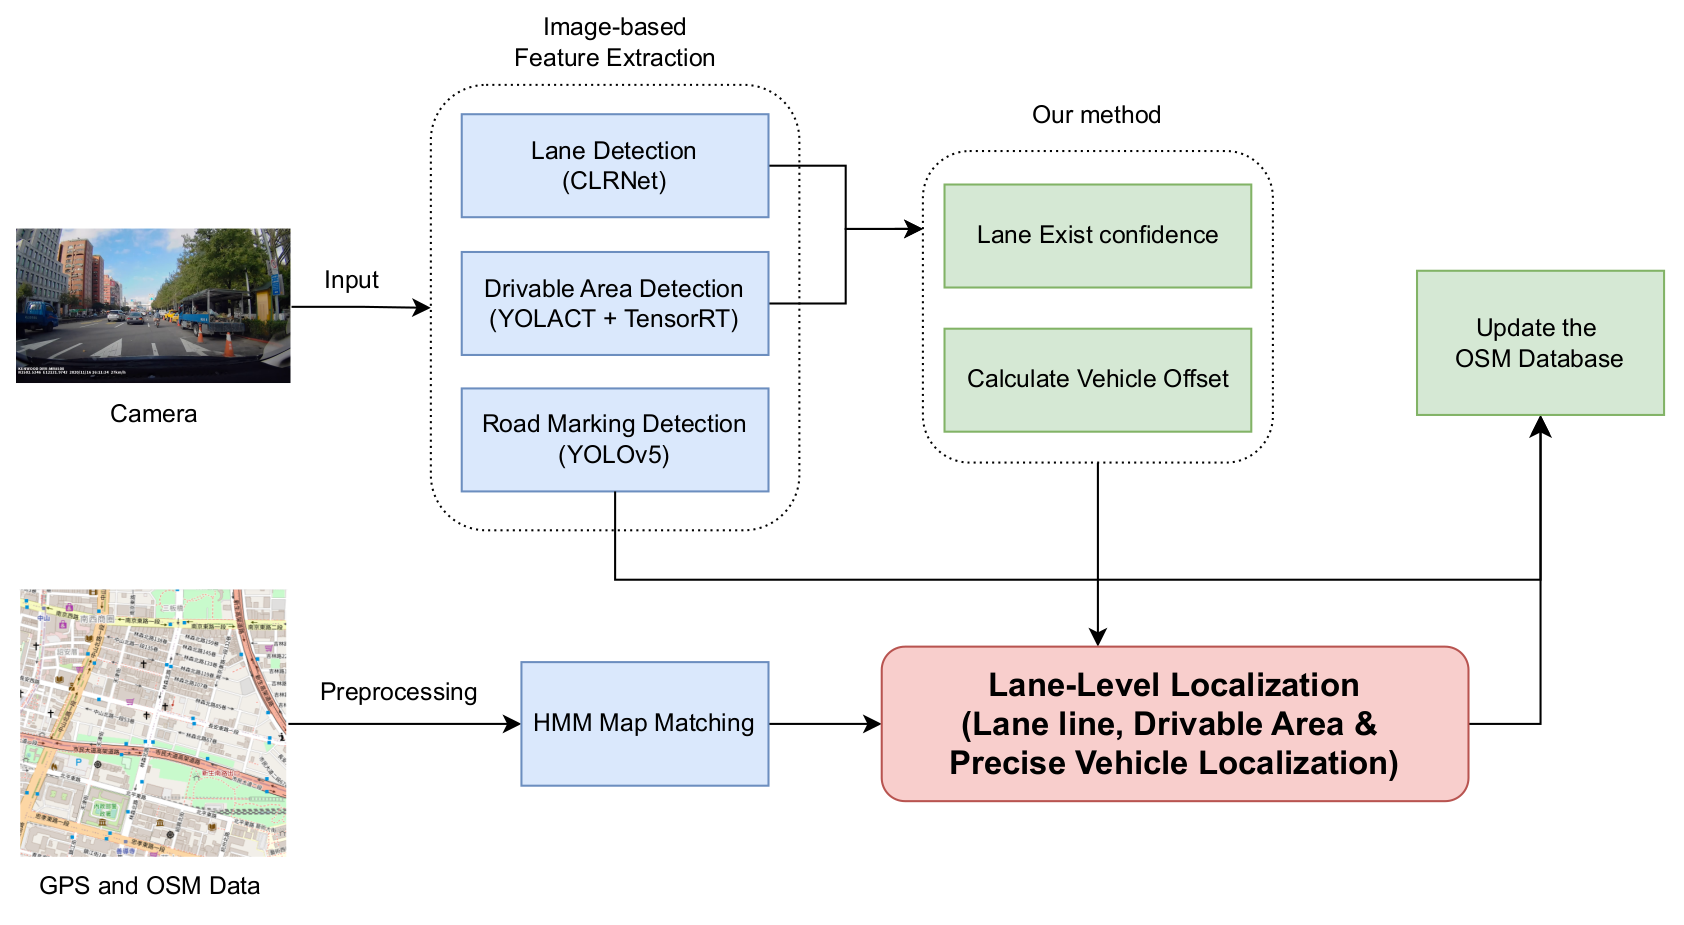 Image-based
Feature Extraction
Our method
Lane Detection
(CLRNet)
Lane Exist confidence
Input
Drivable Area Detection
(YOLACT + TensorRT)
Update the
OSM Database
Calculate Vehicle Offset
Camera
Road Marking Detection
(YOLOv5)
Preprocessing
HMM Map Matching
Lane-Level Localization
(Lane line, Drivable Area &
Precise Vehicle Localization)
GPS and OSM Data